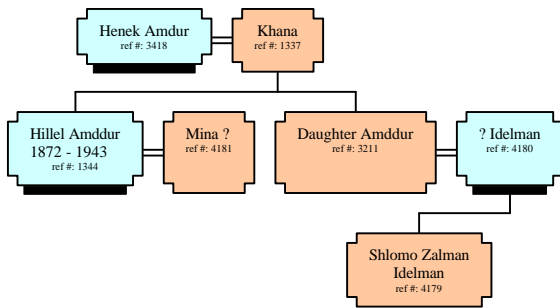 Henek Amdur
ref #: 3418
Khana
ref #: 1337
Hillel Amddur
1872 - 1943
ref #: 1344
Mina ?
ref #: 4181
Daughter Amddur
ref #: 3211
? Idelman
ref #: 4180
Shlomo Zalman
Idelman
ref #: 4179